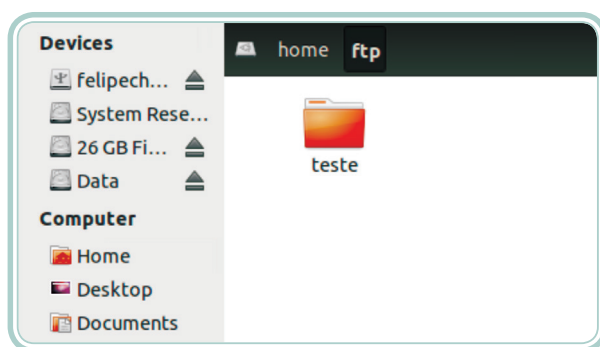 Devices
felipech...
System Rese...
26 GB Fi...
Data
Computer
Home
Desktop
Documents
home ftp
teste